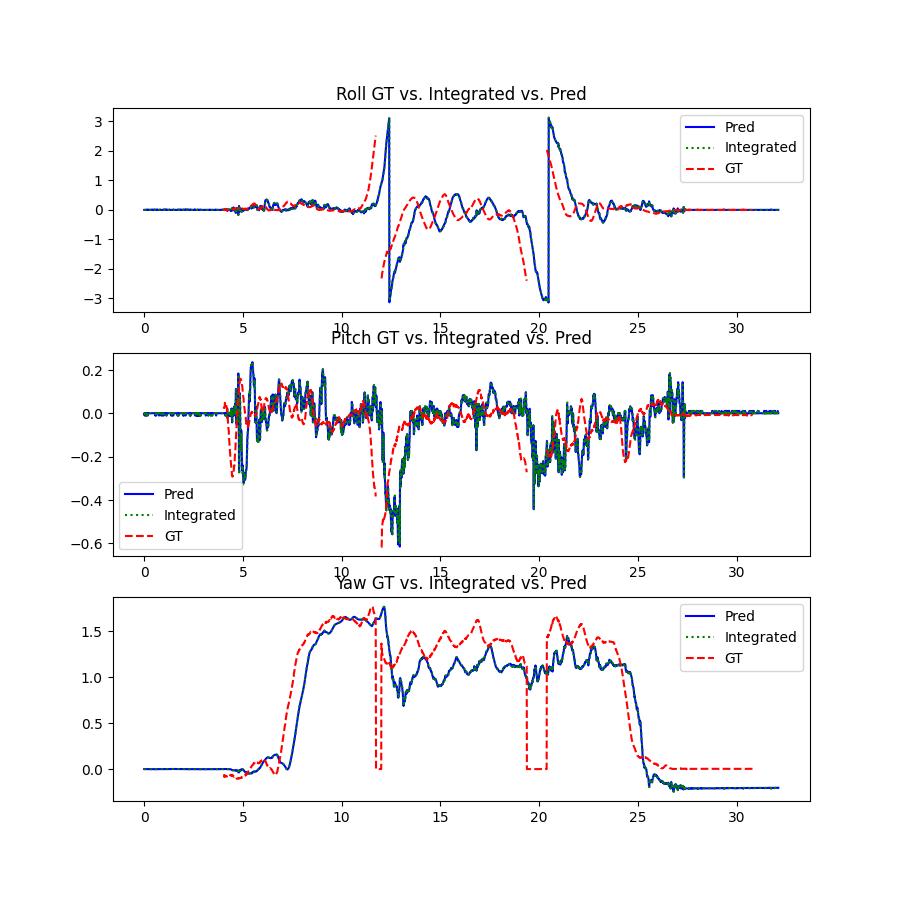 Roll GT vs. Integrated vs. Pred
3
2
1
0
−1
−2
−3
Pred
Integrated
GT
0 5 10 15 20 25 30
Pitch GT vs. Integrated vs. Pred
0.2
0.0
−0.2
−0.4
−0.6
Pred
Integrated
GT
0 5 10 15 20 25 30
Yaw GT vs. Integrated vs. Pred
1.5
1.0
0.5
0.0
Pred
Integrated
GT
0 5 10 15 20 25 30